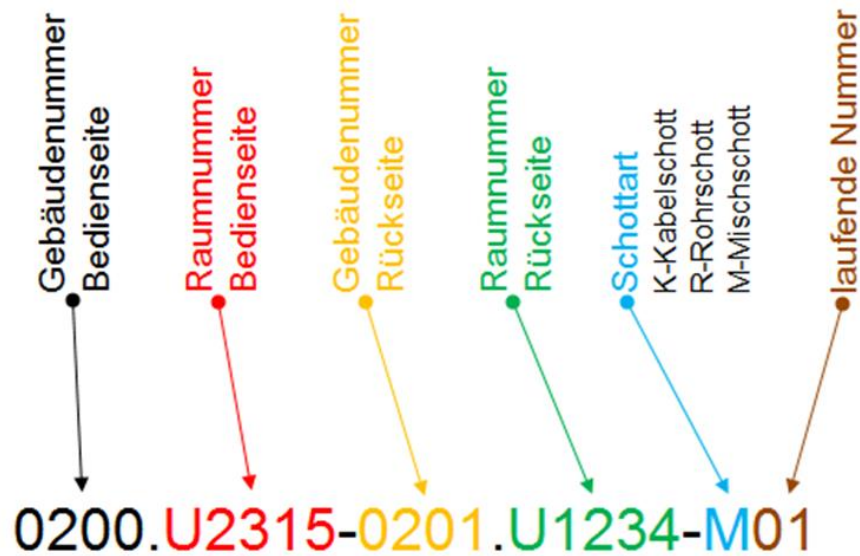 Gebäudenummer
Bedienseite
Raumnummer
Bedienseite
Gebäudenummer
Rückseite
Raumnummer
Rückseite
Schottart
K-Kabelschott
R-Rohrschott
M-Mischschott
laufende Nummer
0200.U2315-0201.U1234-M01